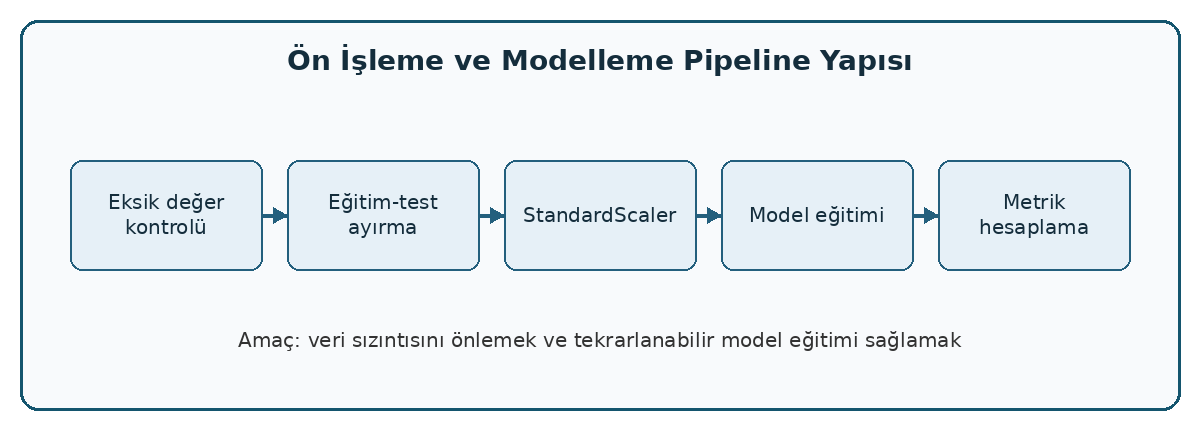 Ön İşleme ve Modelleme Pipeline Yapısı
Eksik değer
kontrolü
Eğitim-test
ayırma
StandardScaler
Model eğitimi
Metrik
hesaplama
Amaç: veri sızıntısını önlemek ve tekrarlanabilir model eğitimi sağlamak